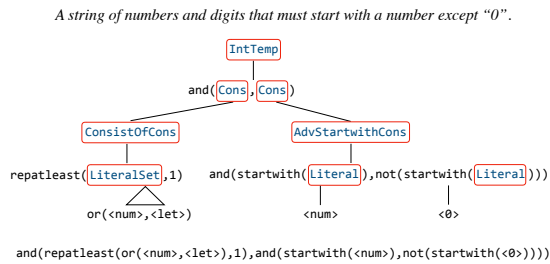 A string of numbers and digits that must start with a number except “0”.
IntTemp
and(Cons,Cons)
ConsistOfCons AdvStartwithCons
repatleast(LiteralSet,1) and(startwith(Literal),not(startwith(Literal)))
or(<num>,<let>) <num> <0>
and(repatleast(or(<num>,<let>),1),and(startwith(<num>),not(startwith(<0>))))